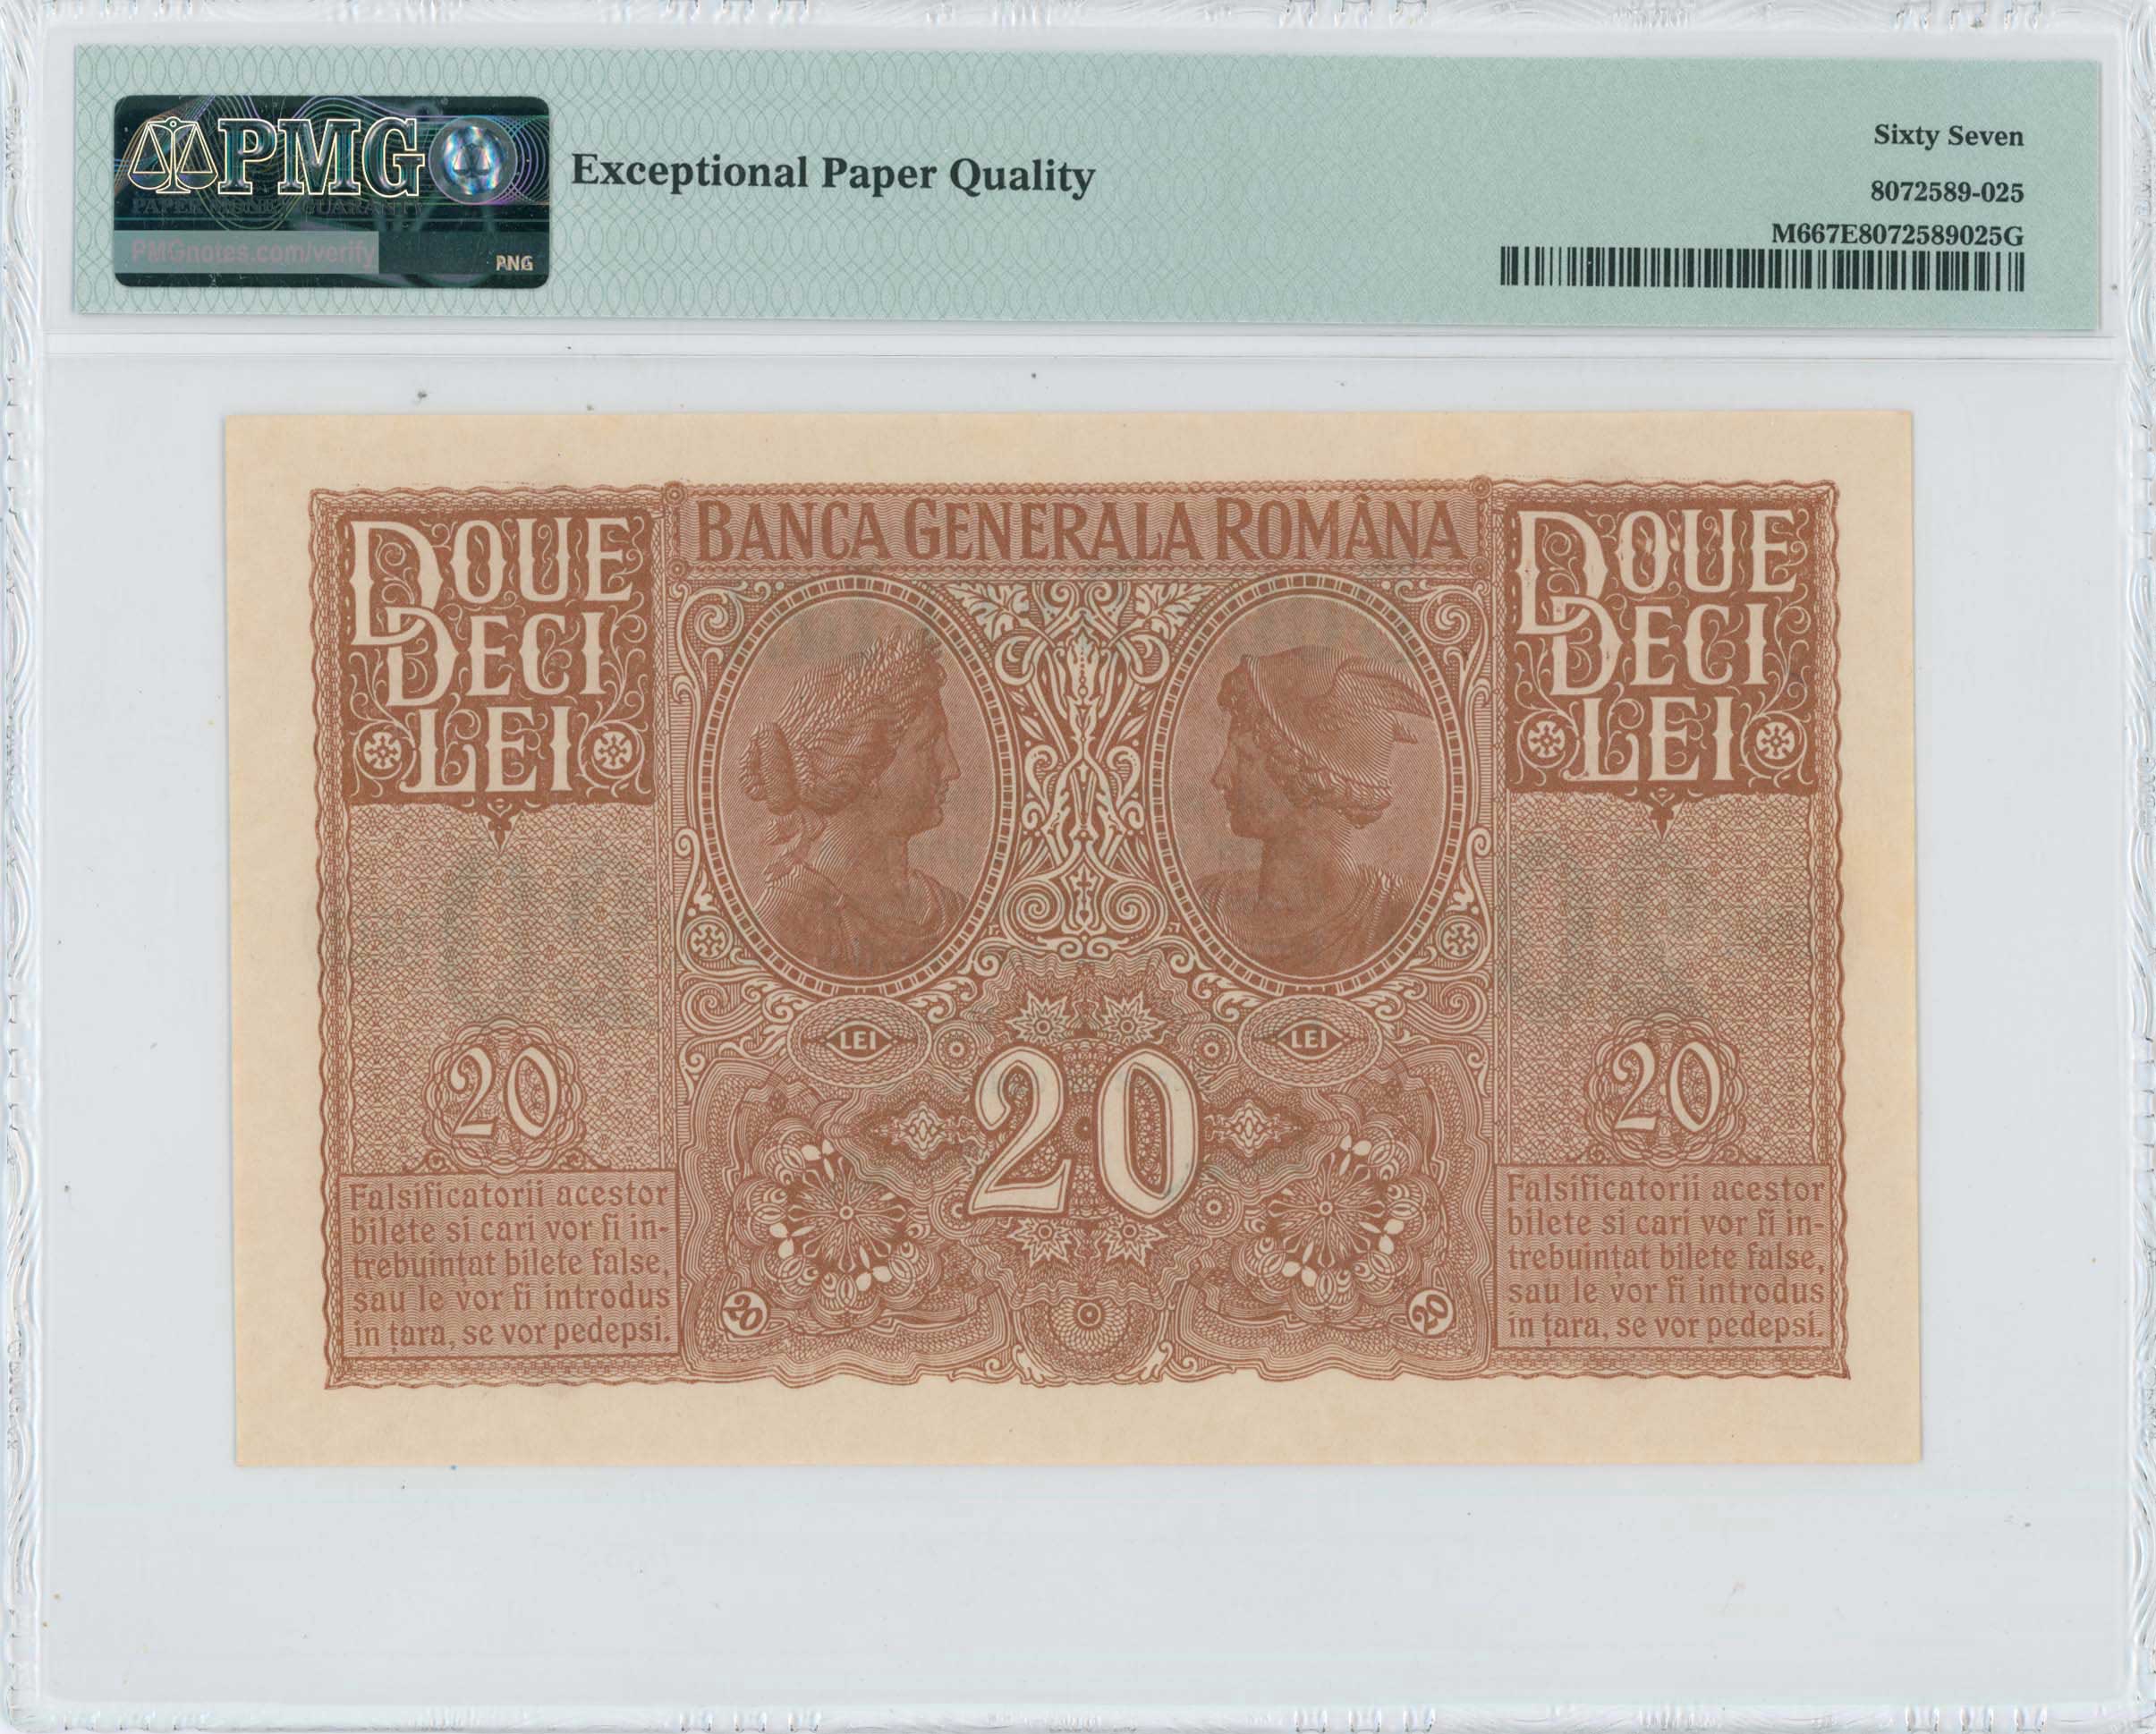 PMG
PAPER MONEY GUARANTY
PMGnotes.com/verify
PNG
Exceptional Paper Quality
Sixty Seven
8072589-025
M667E8072589025G
BANCA GENERALA ROMÂNA
DOUE
DECI
LEI
DOUE
DECI
LEI
LEI
LEI
20
20
20
Falsificatorii acestor
bilete si cari vor fi in-
trebuințat bilete false,
sau le vor fi introdus
in țara, se vor pedepsi.
20
20
Falsificatorii acestor
bilete si cari vor fi in-
trebuințat bilete false,
sau le vor fi introdus
in țara, se vor pedepsi.